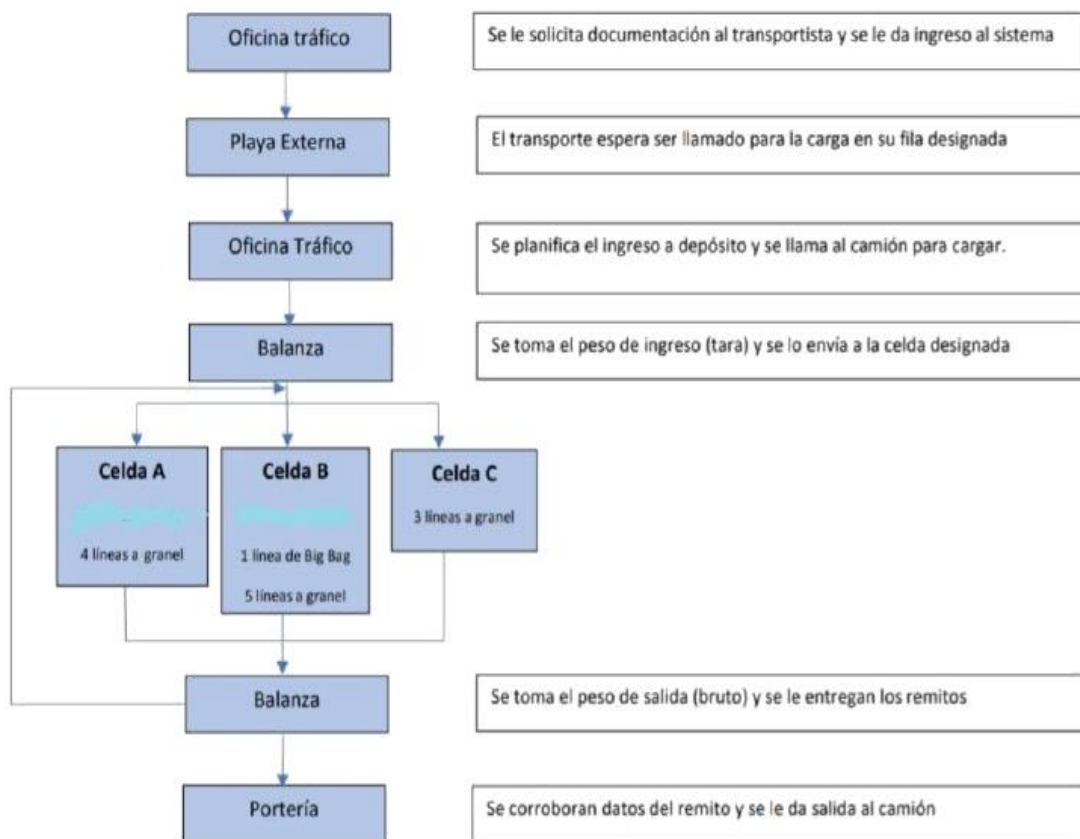 Oficina tráfico
Se le solicita documentación al transportista y se le da ingreso al sistema
Playa Externa
El transporte espera ser llamado para la carga en su fila designada
Oficina Tráfico
Se planifica el ingreso a depósito y se llama al camión para cargar.
Balanza
Se toma el peso de ingreso (tara) y se lo envía a la celda designada
Celda A
4 líneas a granel
Celda B
1 línea de Big Bag
5 líneas a granel
Celda C
3 líneas a granel
Balanza
Se toma el peso de salida (bruto) y se le entregan los remitos
Portería
Se corroboran datos del remito y se le da salida al camión